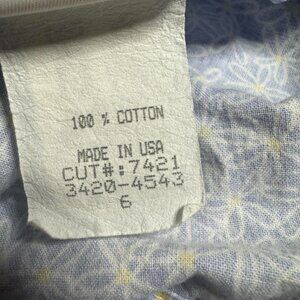 100 % COTTON
MADE IN USA
CUT#:7421
3420-4543
6